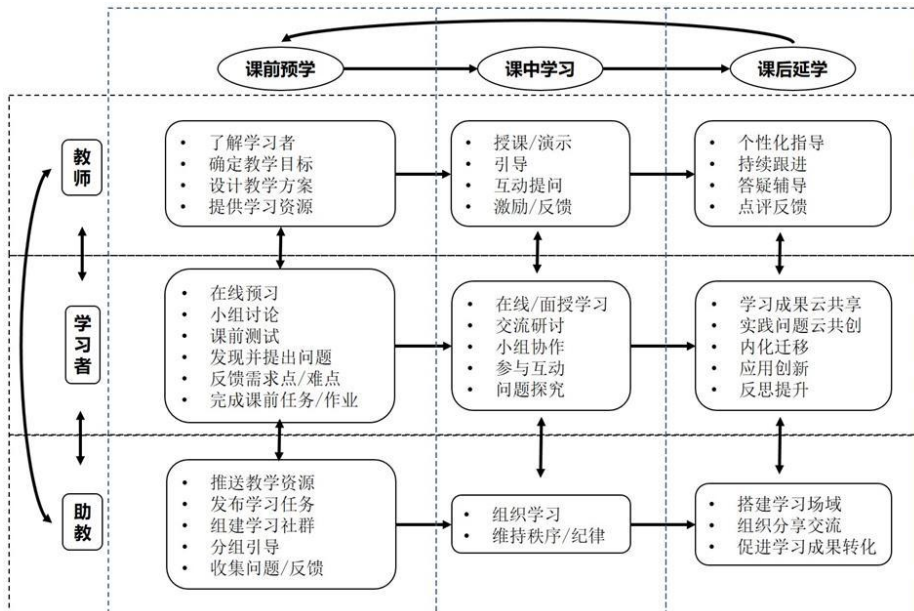 课前预学
课中学习
课后延学
教师
• 了解学习者
• 确定教学目标
• 设计教学方案
• 提供学习资源
• 授课/演示
• 引导
• 互动提问
• 激励/反馈
• 个性化指导
• 持续跟进
• 答疑辅导
• 点评反馈
学习者
• 在线预习
• 小组讨论
• 课前测试
• 发现并提出问题
• 反馈需求点/难点
• 完成课前任务/作业
• 在线/面授学习
• 交流研讨
• 小组协作
• 参与互动
• 问题探究
• 学习成果云共享
• 实践问题云共创
• 内化迁移
• 应用创新
• 反思提升
助教
• 推送教学资源
• 发布学习任务
• 组建学习社群
• 分组引导
• 收集问题/反馈
• 组织学习
• 维持秩序/纪律
• 搭建学习场域
• 组织分享交流
• 促进学习成果转化